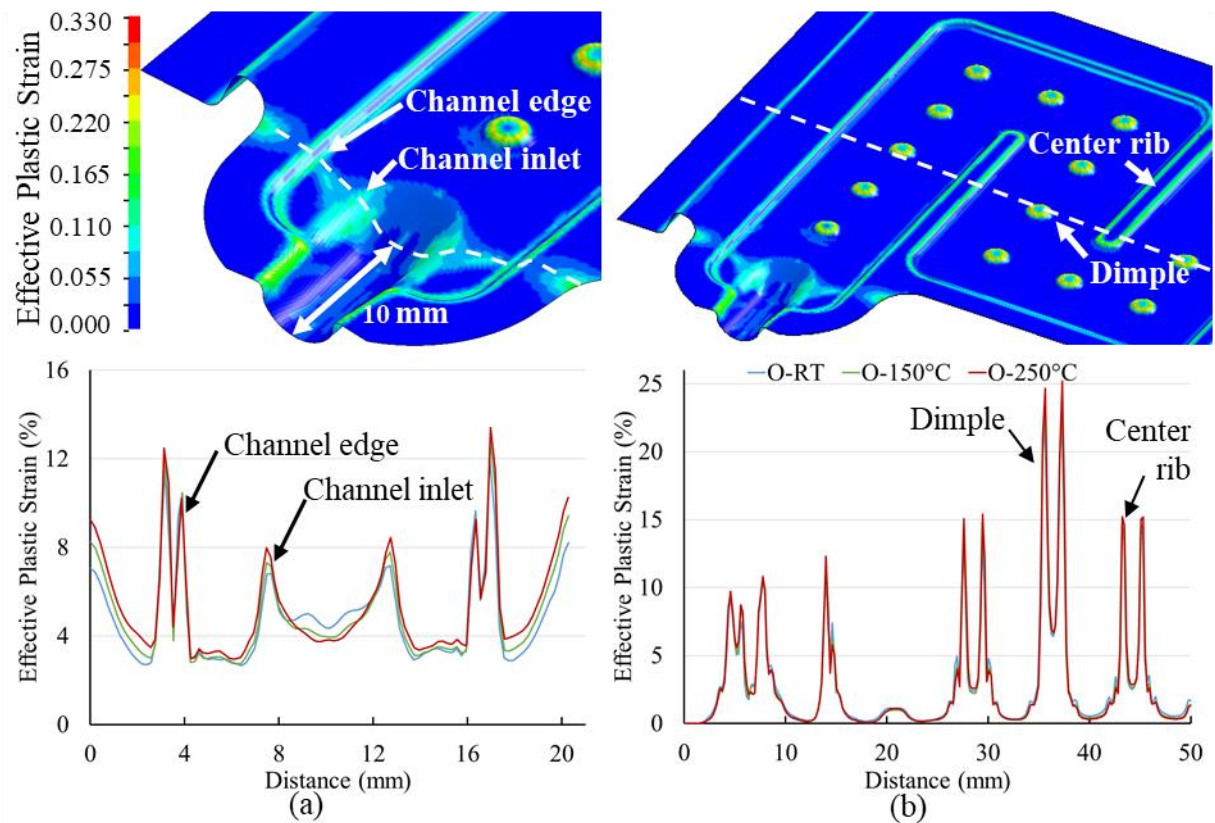 Effective Plastic Strain
0.330
0.275
0.220
0.165
0.110
0.055
0.000
Channel edge
Channel inlet
10 mm
Center rib
Dimple
Effective Plastic Strain (%)
16
12
8
4
0
Channel edge
Channel inlet
0 4 8 12 16 20
Distance (mm)
(a)
O-RT O-150°C O-250°C
Effective Plastic Strain (%)
25
20
15
10
5
0
Dimple
Center
rib
0 10 20 30 40 50
Distance (mm)
(b)